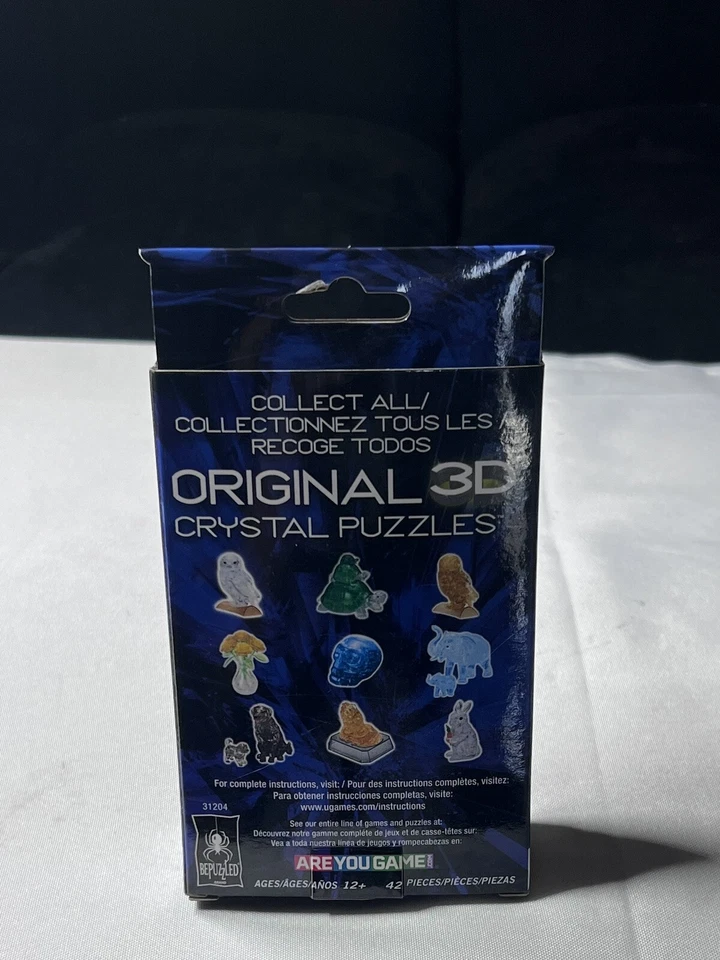 COLLECT ALL/
COLLECTIONNEZ TOUS LES /
RECOGE TODOS
ORIGINAL 3D
CRYSTAL PUZZLES™
For complete instructions, visit: / Pour des instructions complètes, visitez:
Para obtener instrucciones completas, visite:
www.ugames.com/instructions
31204
See our entire line of games and puzzles at:
Découvrez notre gamme complète de jeux et de casse-têtes sur:
Vea a toda nuestra línea de juegos y rompecabezas en:
BEPUZZLED
AREYOUGAME.COM
AGES/ÂGES/AÑOS 12+ 42 PIECES/PIÈCES/PIEZAS